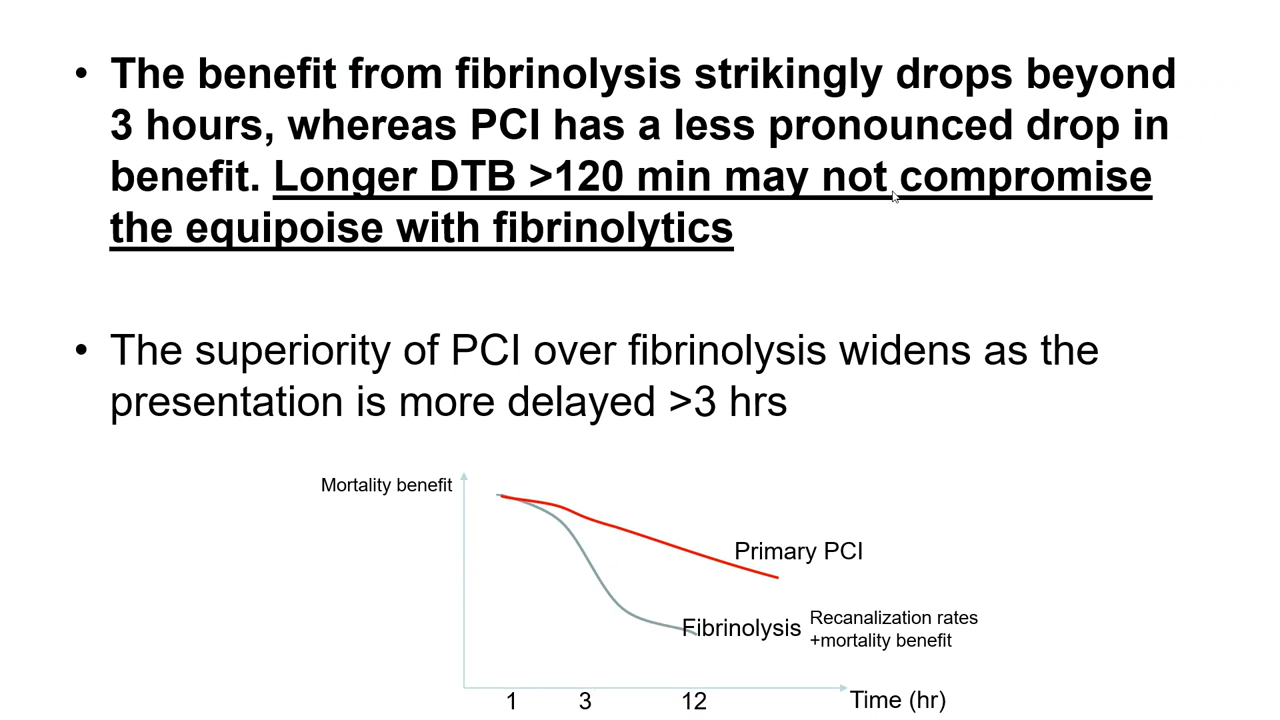 • The benefit from fibrinolysis strikingly drops beyond
3 hours, whereas PCI has a less pronounced drop in
benefit. Longer DTB >120 min may not compromise
the equipoise with fibrinolytics
• The superiority of PCI over fibrinolysis widens as the
presentation is more delayed >3 hrs
Mortality benefit
Primary PCI
Fibrinolysis
Recanalization rates
+mortality benefit
1 3 12 Time (hr)